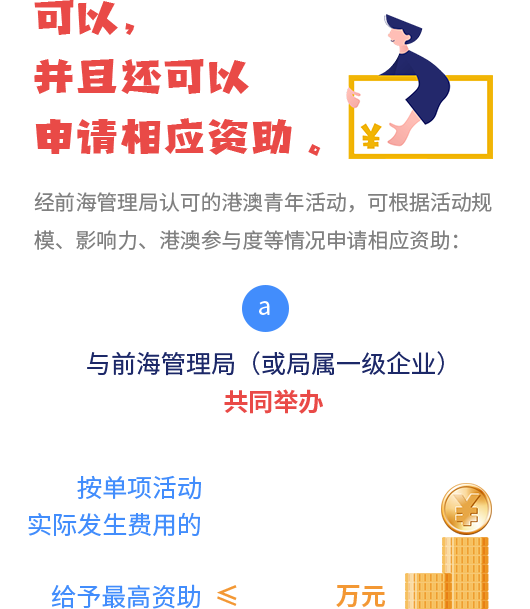 可以，
并且还可以
申请相应资助。
¥
经前海管理局认可的港澳青年活动，可根据活动规
模、影响力、港澳参与度等情况申请相应资助：
a
与前海管理局（或局属一级企业）
共同举办
按单项活动
实际发生费用的
¥
给予最高资助 ≤ 万元